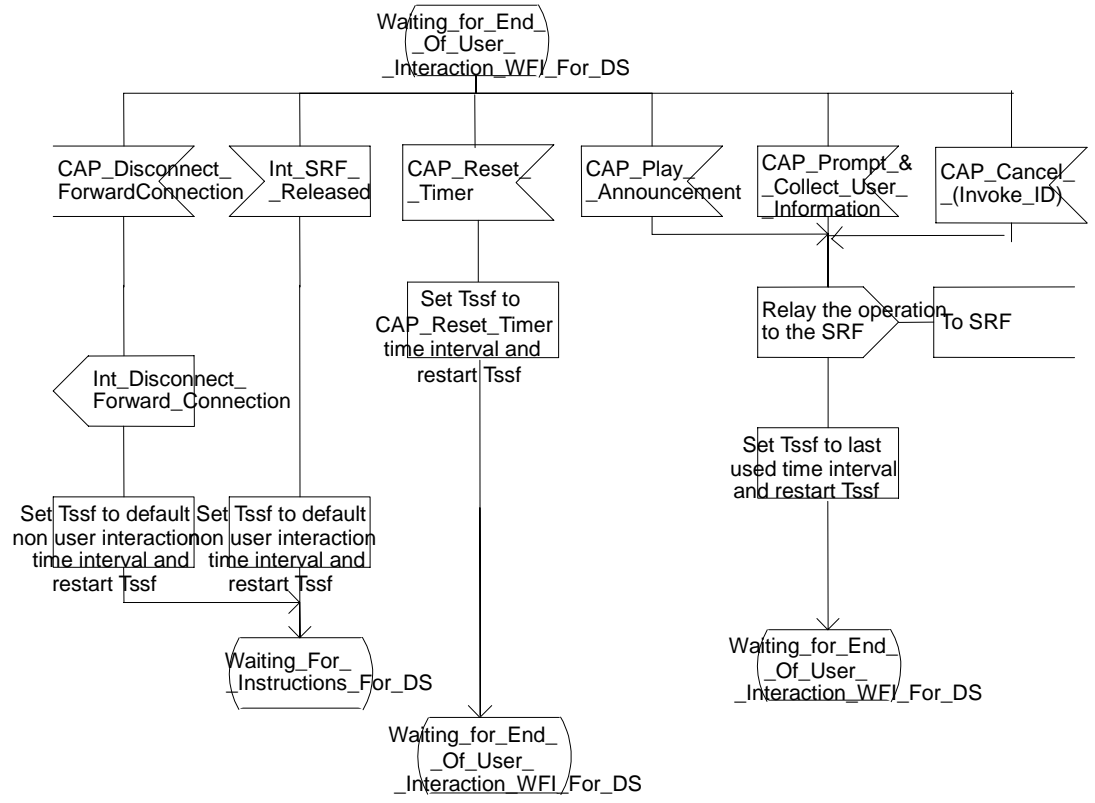 Waiting_for_End_
_Of_User_
_Interaction_WFI_For_DS
CAP_Disconnect_
ForwardConnection
Int_SRF_
_Released
CAP_Reset_
_Timer
CAP_Play_
_Announcement
CAP_Prompt_&
_Collect_User_
_Information
CAP_Cancel_
_(Invoke_ID)
Set Tssf to
CAP_Reset_Timer
time interval and
restart Tssf
Relay the operation
to the SRF
To SRF
Int_Disconnect_
Forward_Connection
Set Tssf to last
used time interval
and restart Tssf
Set Tssf to default
non user interaction
time interval and
restart Tssf
Set Tssf to default
non user interaction
time interval and
restart Tssf
Waiting_For_
_Instructions_For_DS
Waiting_for_End_
_Of_User_
_Interaction_WFI_For_DS
Waiting_for_End_
_Of_User_
_Interaction_WFI_For_DS